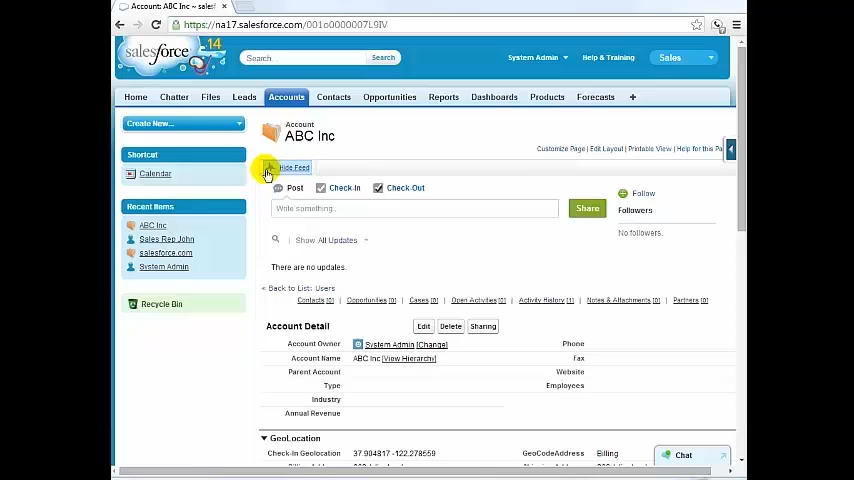 Account: ABC Inc ~ salesf
https://na17.salesforce.com/001o0000007L9IV
salesforce 14
Search...
Search
System Admin
Help & Training
Sales
Home Chatter Files Leads Accounts Contacts Opportunities Reports Dashboards Products Forecasts +
Create New...
Account
ABC Inc
Customize Page | Edit Layout | Printable View | Help for this Pa
Shortcut
Calendar
Hide Feed
Post Check-In Check-Out
Follow
Write something...
Share
Followers
No followers.
Recent Items
ABC Inc
Sales Rep John
salesforce.com
System Admin
Show All Updates
There are no updates.
« Back to List: Users
Recycle Bin
Contacts [0] | Opportunities [0] | Cases [0] | Open Activities [0] | Activity History [1] | Notes & Attachments [0] | Partners [0]
Account Detail
Edit Delete Sharing
Account Owner System Admin [Change] Phone
Account Name ABC Inc [View Hierarchy] Fax
Parent Account Website
Type Employees
Industry
Annual Revenue
GeoLocation
Check-In Geolocation 37.904817 -122.278559 GeoCodeAddress Billing
Chat